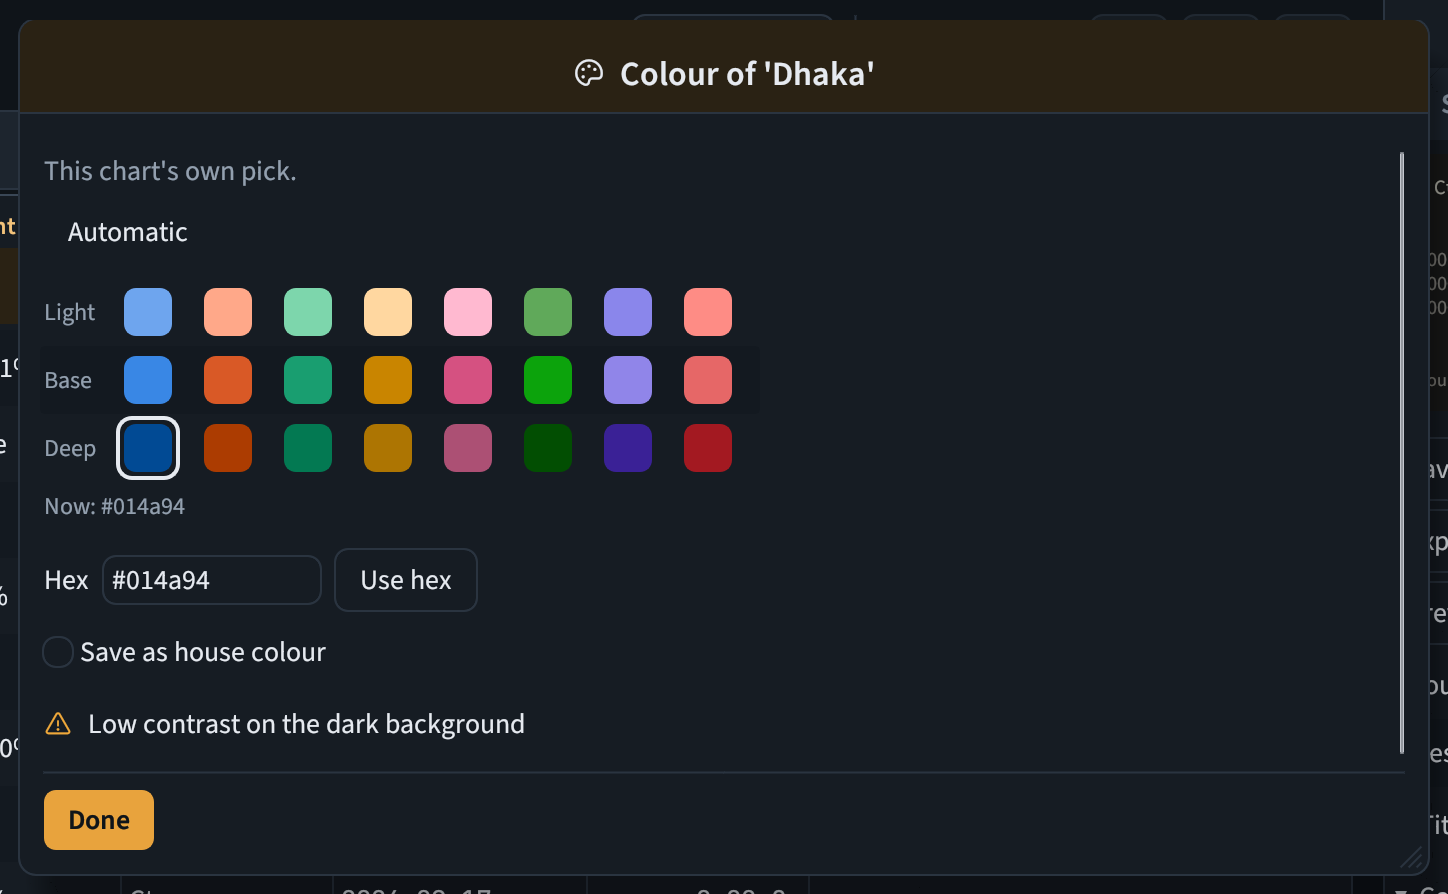 Colour of 'Dhaka'
This chart's own pick.
Automatic
Light
Base
Deep
Now: #014a94
Hex #014a94 Use hex
Save as house colour
Low contrast on the dark background
Done